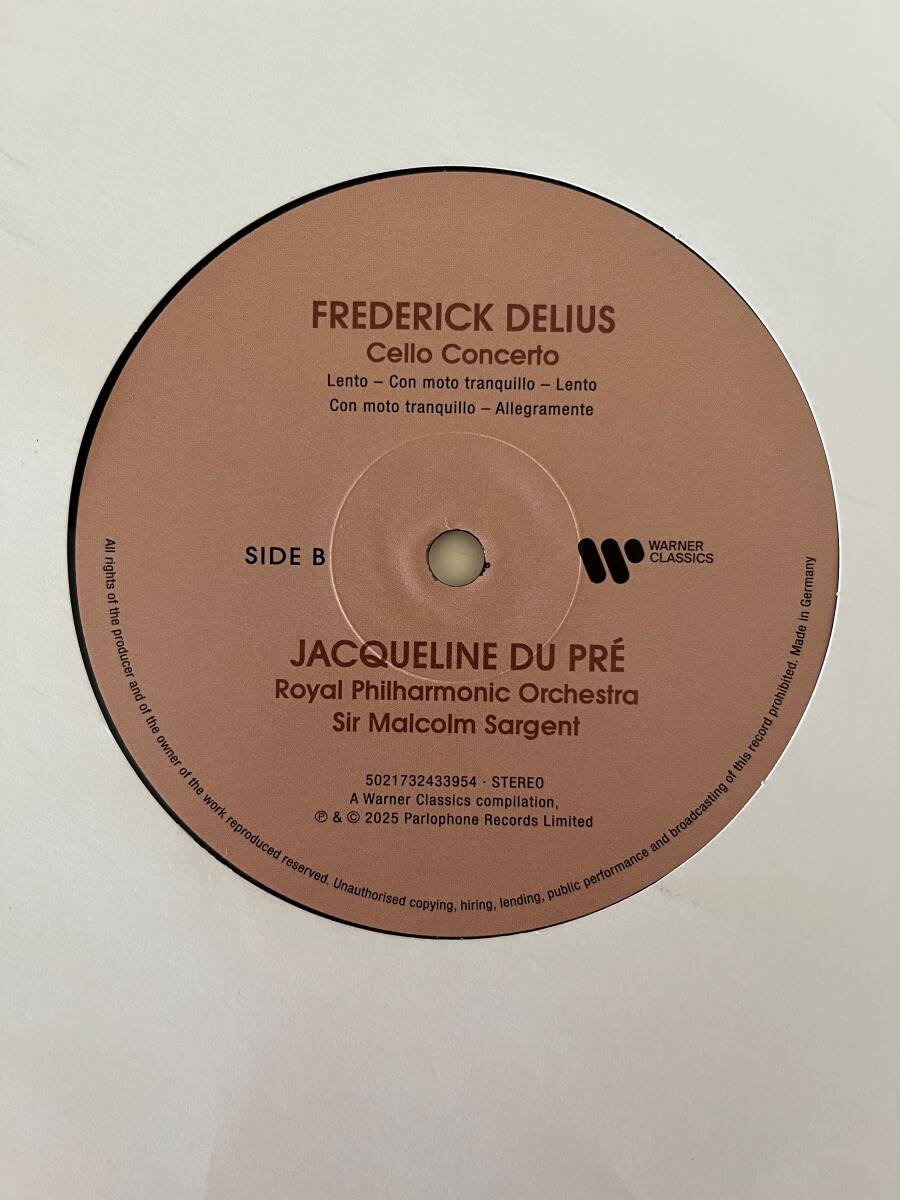 FREDERICK DELIUS
Cello Concerto
Lento – Con moto tranquillo – Lento
Con moto tranquillo – Allegramente
SIDE B
WARNER
CLASSICS
JACQUELINE DU PRÉ
Royal Philharmonic Orchestra
Sir Malcolm Sargent
5021732433954 · STEREO
A Warner Classics compilation,
℗ & © 2025 Parlophone Records Limited
All rights of the producer and of the owner of the work reproduced reserved. Unauthorised copying, hiring, lending, public performance and broadcasting of this record prohibited. Made in Germany